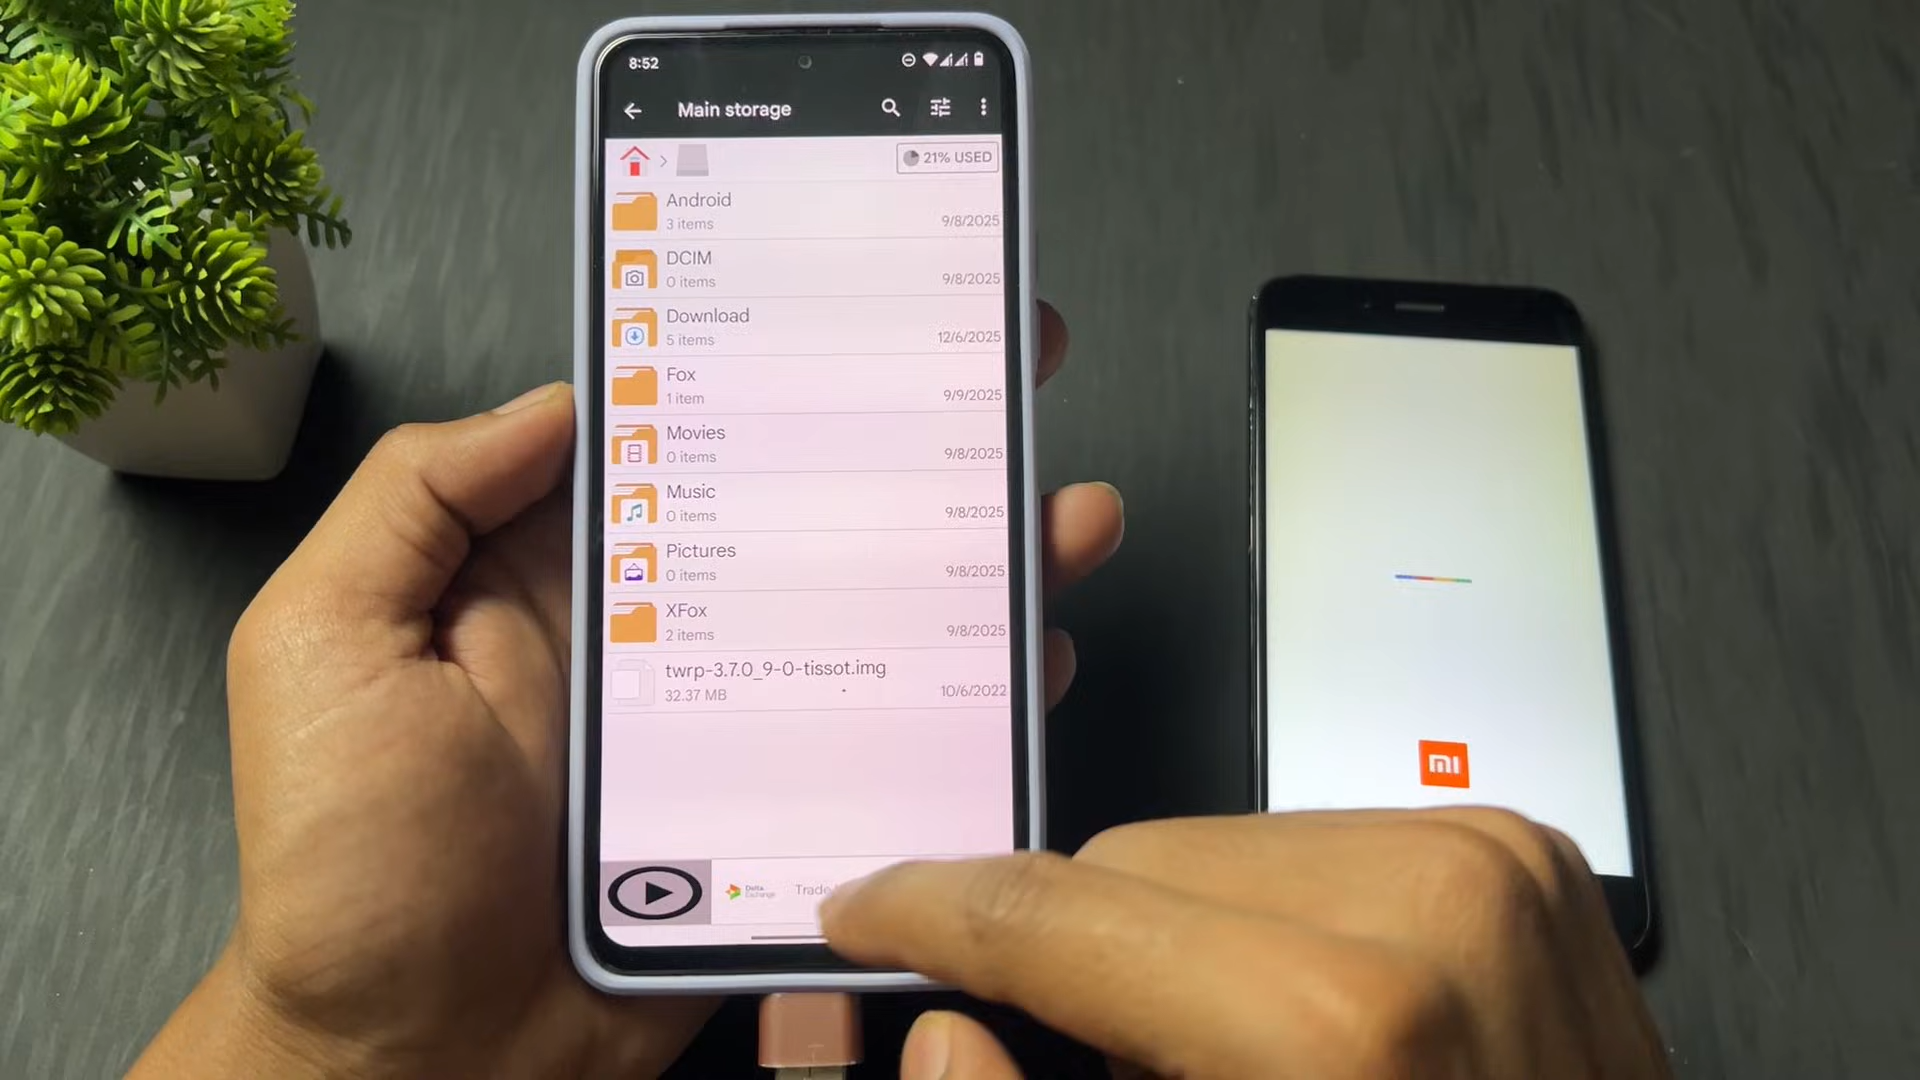 8:52
Main storage
21% USED
Android
3 items
9/8/2025
DCIM
0 items
9/8/2025
Download
5 items
12/6/2025
Fox
1 item
9/9/2025
Movies
0 items
9/8/2025
Music
0 items
9/8/2025
Pictures
0 items
9/8/2025
XFox
2 items
9/8/2025
twrp-3.7.0_9-0-tissot.img
32.37 MB
10/6/2022
Delta
Exchange
Trade
mi